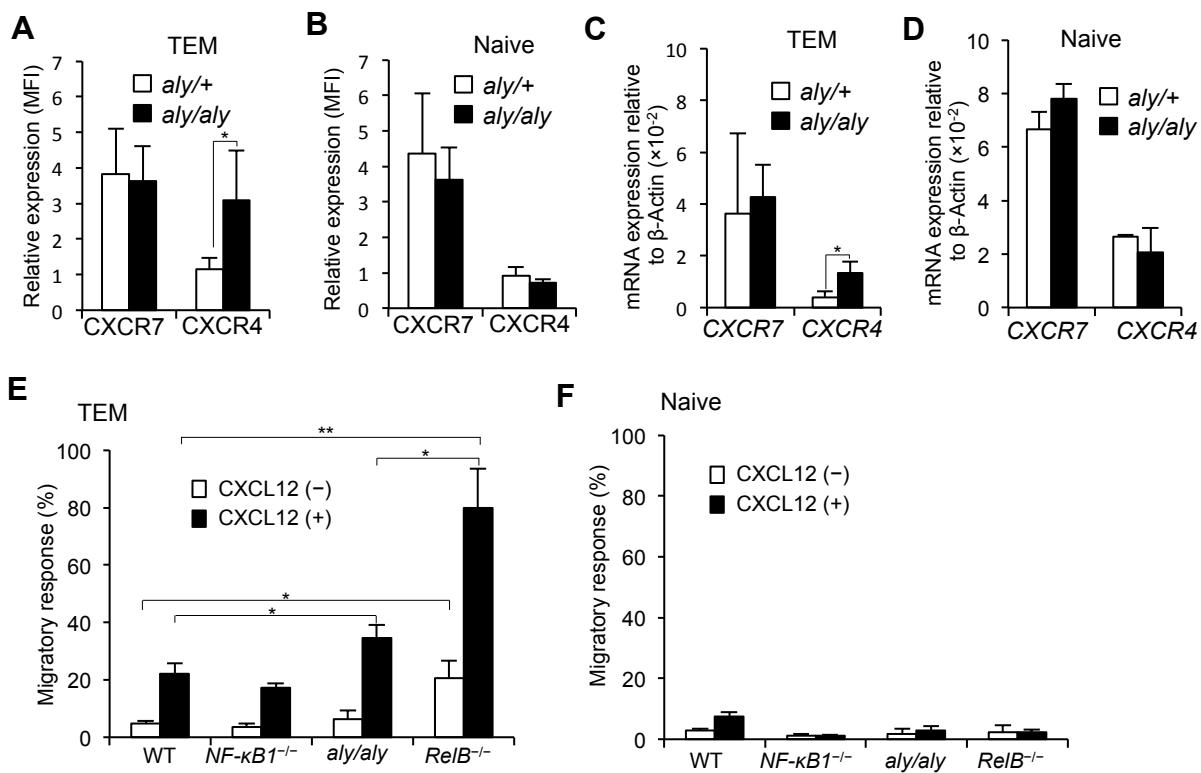 A
TEM
Relative expression (MFI)
7
6
5
4
3
2
1
0
aly/+
aly/aly
*
CXCR7
CXCR4
B
Naive
Relative expression (MFI)
7
6
5
4
3
2
1
0
aly/+
aly/aly
CXCR7
CXCR4
C
TEM
mRNA expression relative
to β-Actin (×10⁻²)
10
8
6
4
2
0
aly/+
aly/aly
*
CXCR7
CXCR4
D
Naive
mRNA expression relative
to β-Actin (×10⁻²)
10
8
6
4
2
0
aly/+
aly/aly
CXCR7
CXCR4
E
TEM
Migratory response (%)
100
80
60
40
20
0
CXCL12 (−)
CXCL12 (+)
**
*
*
*
WT
NF-κB1⁻/⁻
aly/aly
RelB⁻/⁻
F
Naive
Migratory response (%)
100
80
60
40
20
0
CXCL12 (−)
CXCL12 (+)
WT
NF-κB1⁻/⁻
aly/aly
RelB⁻/⁻